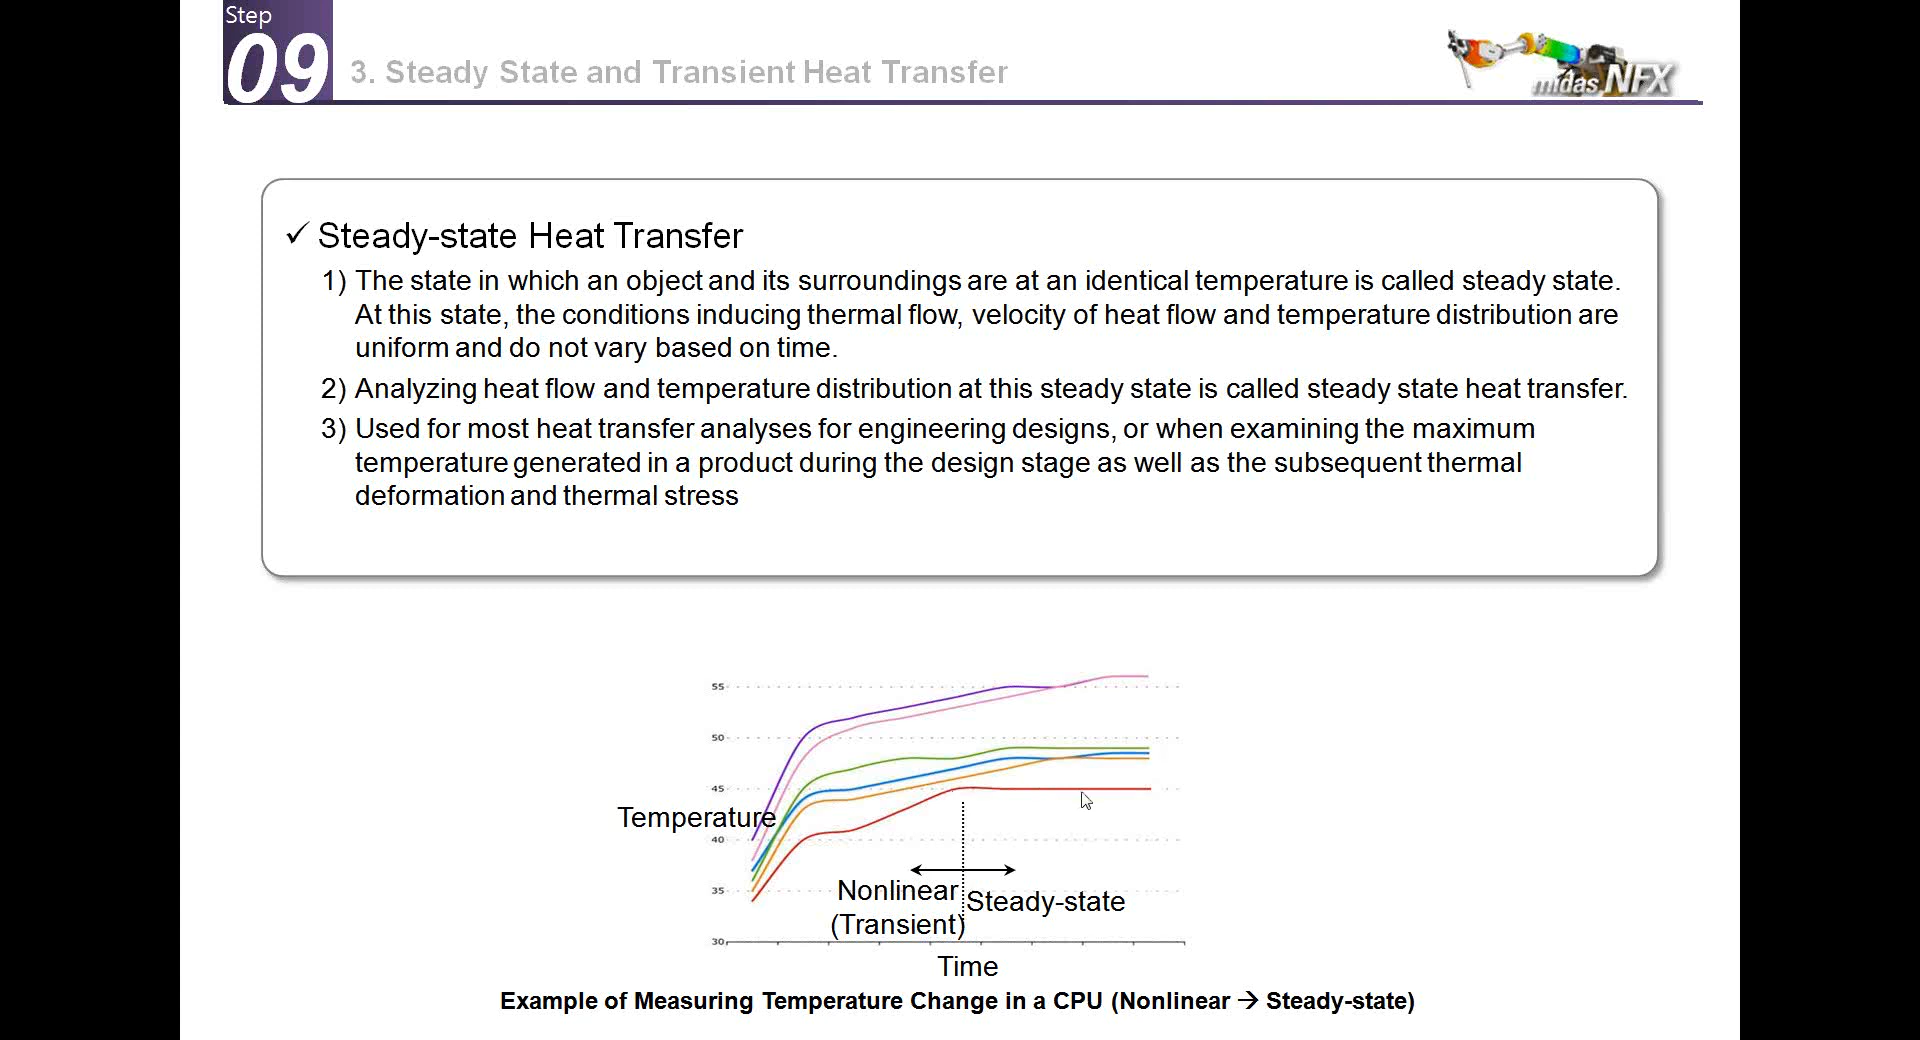 Step
09
3. Steady State and Transient Heat Transfer
midas NFX
✓ Steady-state Heat Transfer
1) The state in which an object and its surroundings are at an identical temperature is called steady state.
At this state, the conditions inducing thermal flow, velocity of heat flow and temperature distribution are
uniform and do not vary based on time.
2) Analyzing heat flow and temperature distribution at this steady state is called steady state heat transfer.
3) Used for most heat transfer analyses for engineering designs, or when examining the maximum
temperature generated in a product during the design stage as well as the subsequent thermal
deformation and thermal stress
55
50
45
Temperature
40
35
Nonlinear
Steady-state
(Transient)
30
Time
Example of Measuring Temperature Change in a CPU (Nonlinear → Steady-state)